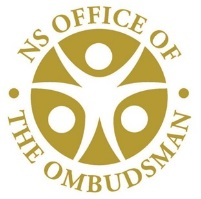 NS OFFICE OF
• THE OMBUDSMAN •